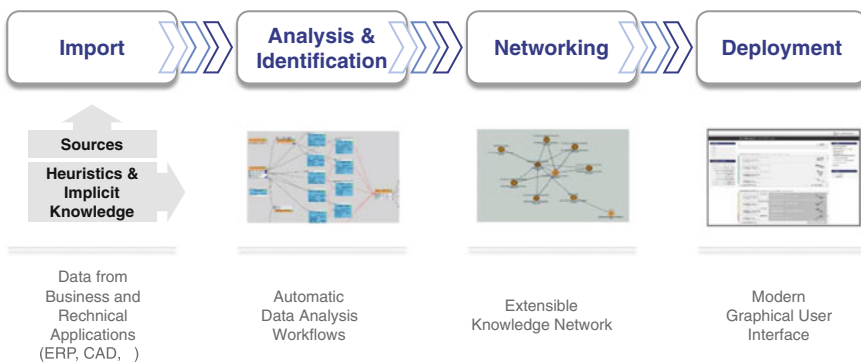 Import
Analysis &
Identification
Networking
Deployment
Sources
Heuristics &
Implicit
Knowledge
Data from
Business and
Rechnical
Applications
(ERP, CAD, )
Automatic
Data Analysis
Workflows
Extensible
Knowledge Network
Modern
Graphical User
Interface